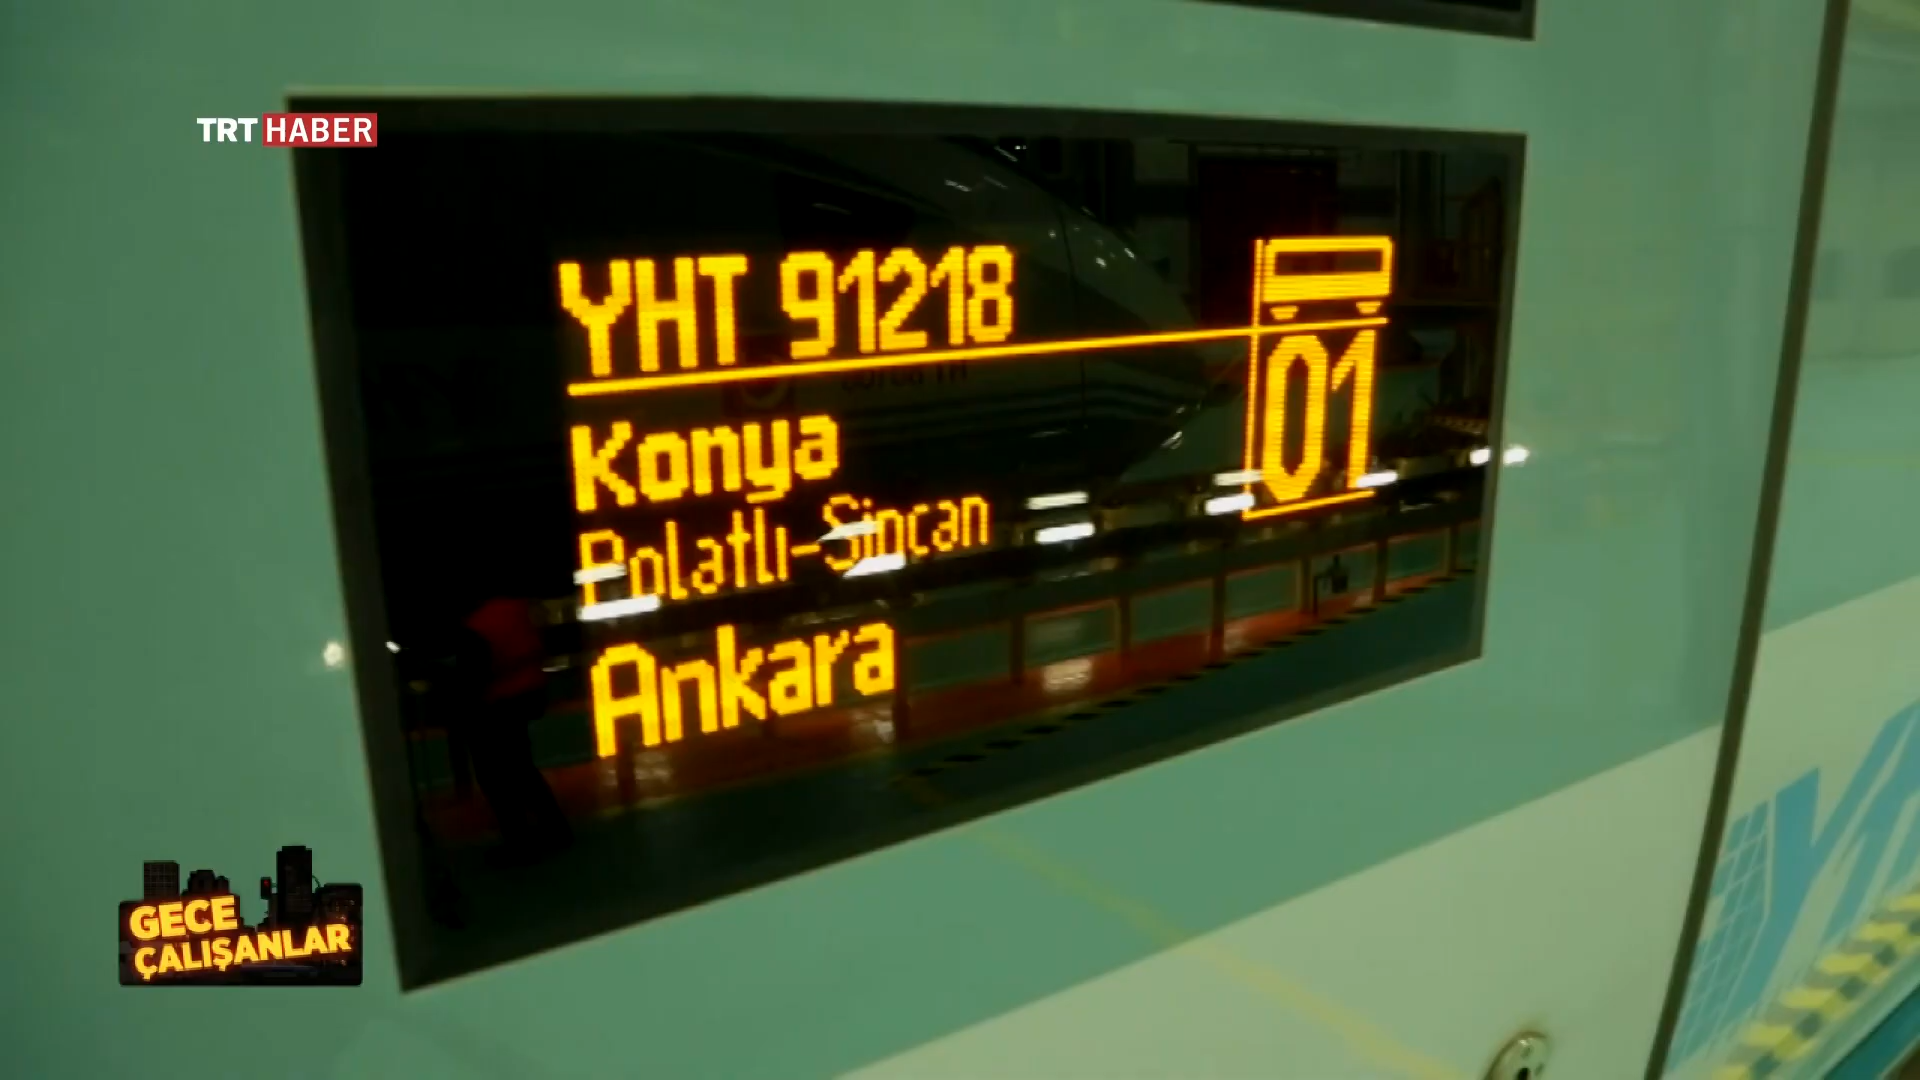 TRT HABER
YHT 91218
01
Konya
Polatlı-Sincan
Ankara
GECE
ÇALIŞANLAR